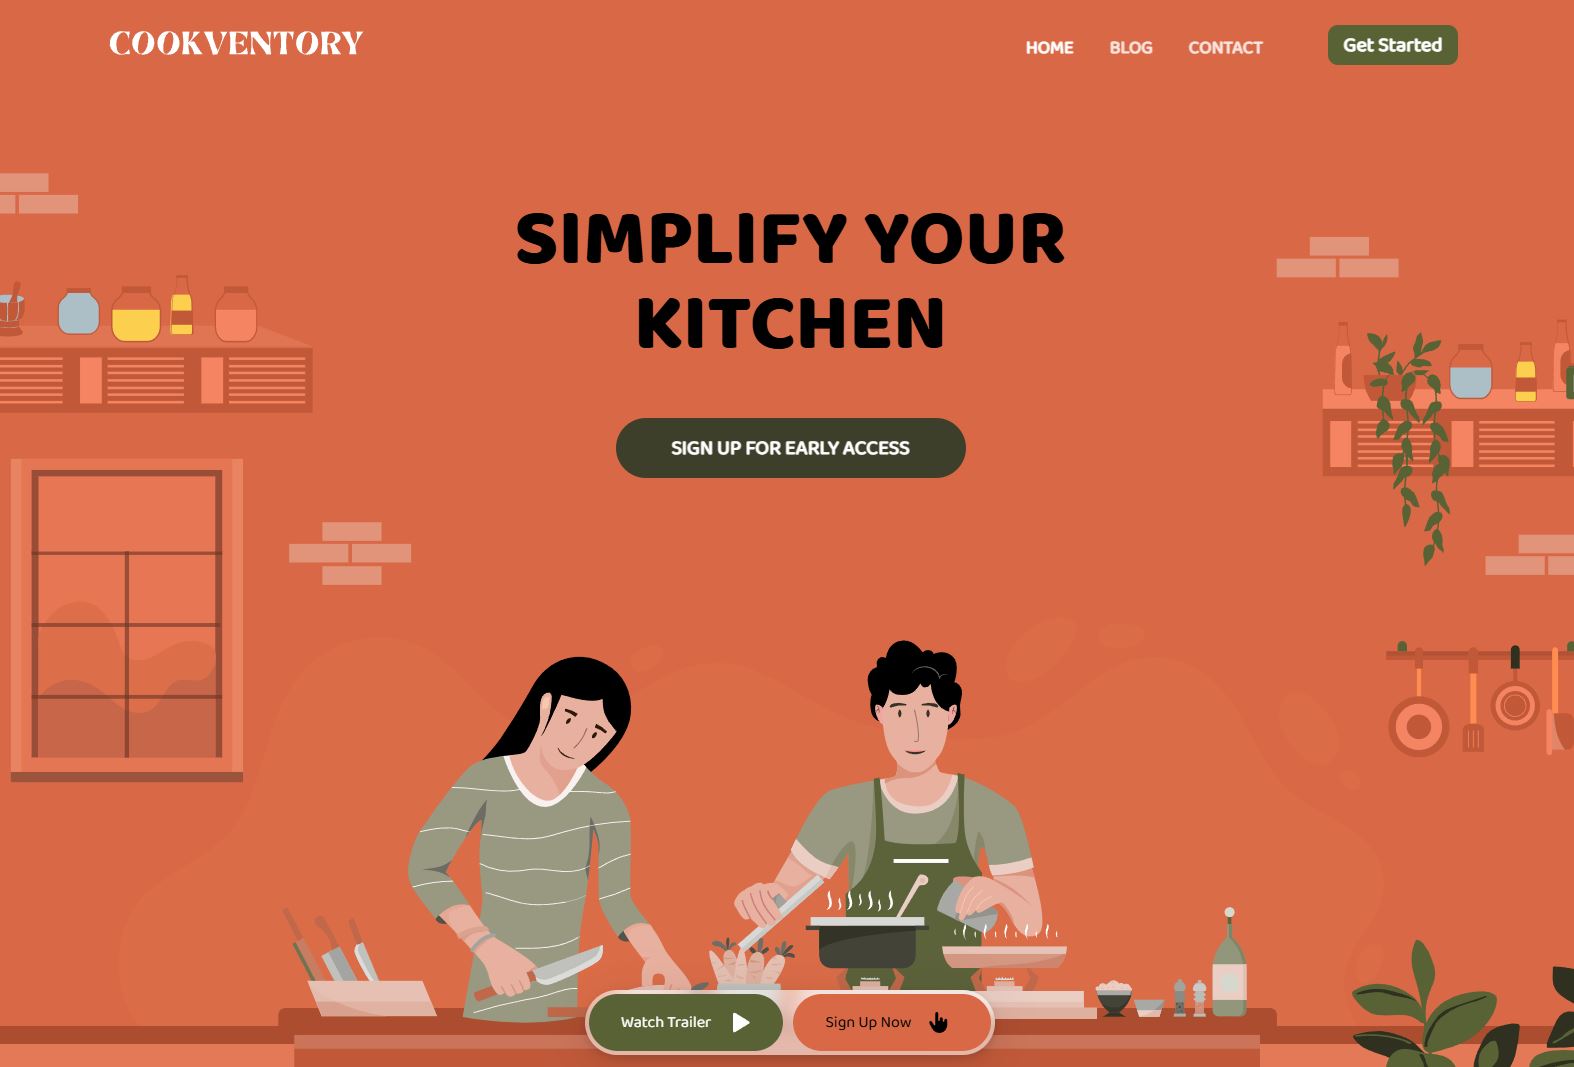 COOKVENTORY
HOME BLOG CONTACT Get Started
SIMPLIFY YOUR
KITCHEN
SIGN UP FOR EARLY ACCESS
Watch Trailer Sign Up Now